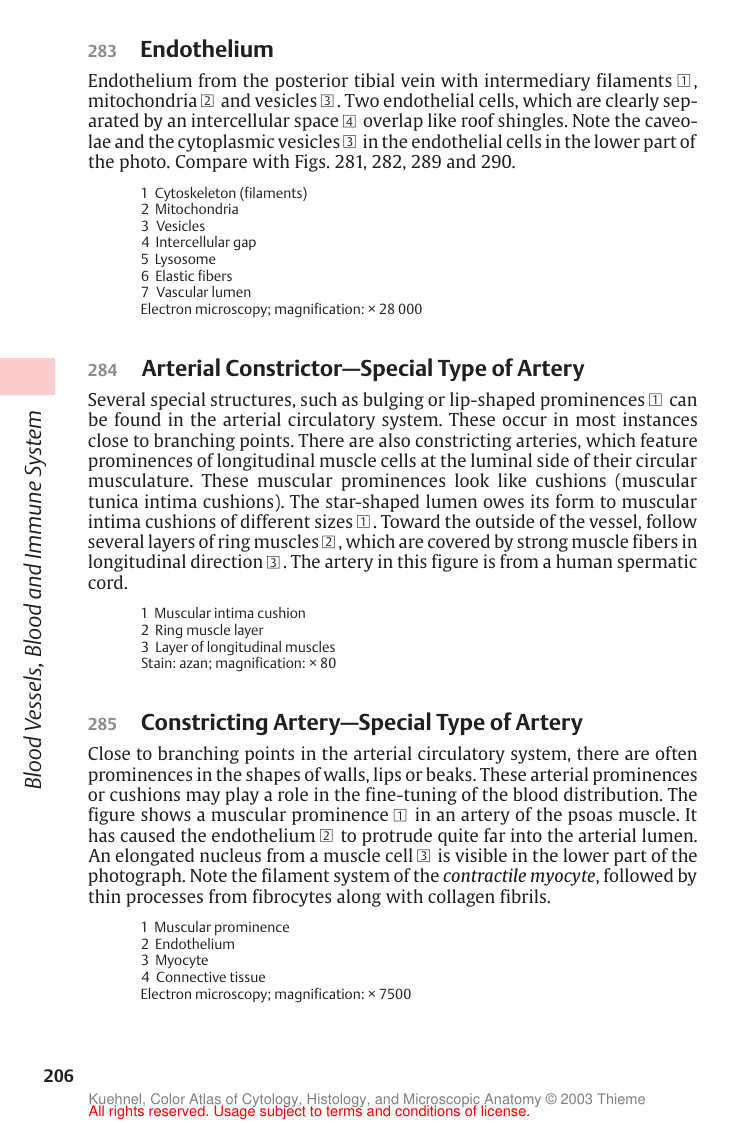 283 Endothelium
Endothelium from the posterior tibial vein with intermediary filaments 1,
mitochondria 2 and vesicles 3. Two endothelial cells, which are clearly sep-
arated by an intercellular space 4 overlap like roof shingles. Note the caveo-
lae and the cytoplasmic vesicles 3 in the endothelial cells in the lower part of
the photo. Compare with Figs. 281, 282, 289 and 290.
1 Cytoskeleton (filaments)
2 Mitochondria
3 Vesicles
4 Intercellular gap
5 Lysosome
6 Elastic fibers
7 Vascular lumen
Electron microscopy; magnification: × 28 000
284 Arterial Constrictor—Special Type of Artery
Several special structures, such as bulging or lip-shaped prominences 1 can
be found in the arterial circulatory system. These occur in most instances
close to branching points. There are also constricting arteries, which feature
prominences of longitudinal muscle cells at the luminal side of their circular
musculature. These muscular prominences look like cushions (muscular
tunica intima cushions). The star-shaped lumen owes its form to muscular
intima cushions of different sizes 1. Toward the outside of the vessel, follow
several layers of ring muscles 2, which are covered by strong muscle fibers in
longitudinal direction 3. The artery in this figure is from a human spermatic
cord.
1 Muscular intima cushion
2 Ring muscle layer
3 Layer of longitudinal muscles
Stain: azan; magnification: × 80
285 Constricting Artery—Special Type of Artery
Close to branching points in the arterial circulatory system, there are often
prominences in the shapes of walls, lips or beaks. These arterial prominences
or cushions may play a role in the fine-tuning of the blood distribution. The
figure shows a muscular prominence 1 in an artery of the psoas muscle. It
has caused the endothelium 2 to protrude quite far into the arterial lumen.
An elongated nucleus from a muscle cell 3 is visible in the lower part of the
photograph. Note the filament system of the contractile myocyte, followed by
thin processes from fibrocytes along with collagen fibrils.
1 Muscular prominence
2 Endothelium
3 Myocyte
4 Connective tissue
Electron microscopy; magnification: × 7500
Blood Vessels, Blood and Immune System
206
Kuehnel, Color Atlas of Cytology, Histology, and Microscopic Anatomy © 2003 Thieme
All rights reserved. Usage subject to terms and conditions of license.